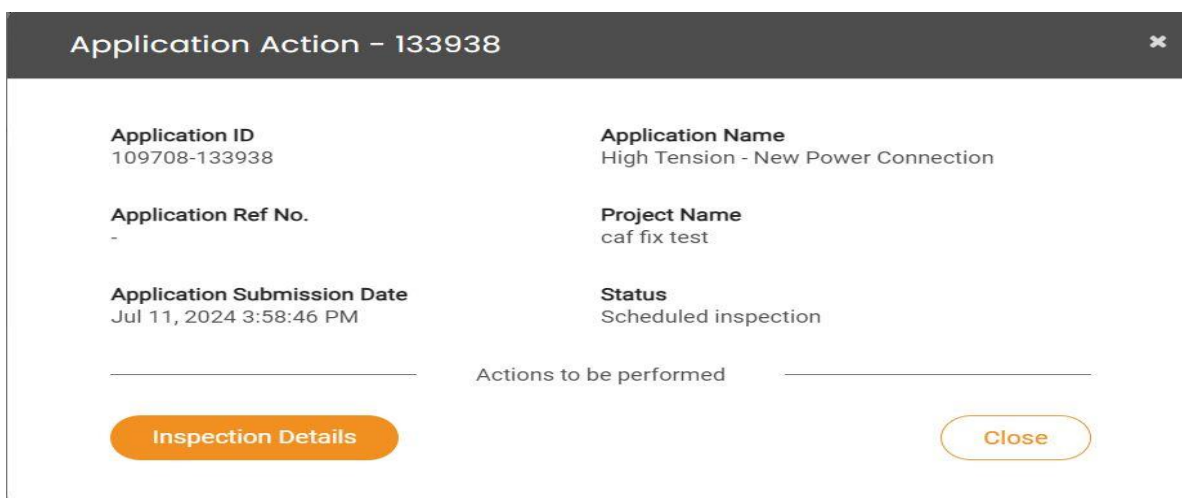 Application Action - 133938
Application ID
109708-133938
Application Name
High Tension - New Power Connection
Application Ref No.
-
Project Name
caf fix test
Application Submission Date
Jul 11, 2024 3:58:46 PM
Status
Scheduled inspection
Actions to be performed
Inspection Details
Close